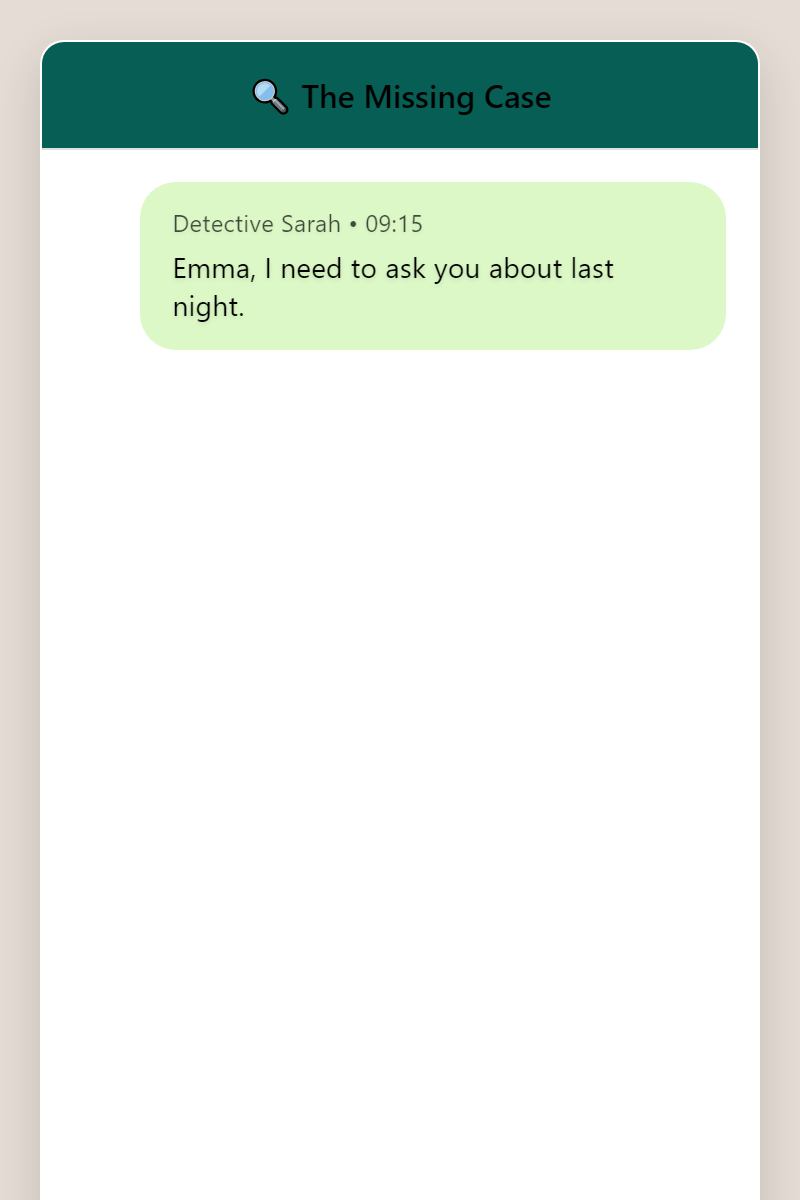 🔍 The Missing Case
Detective Sarah • 09:15
Emma, I need to ask you about last
night.